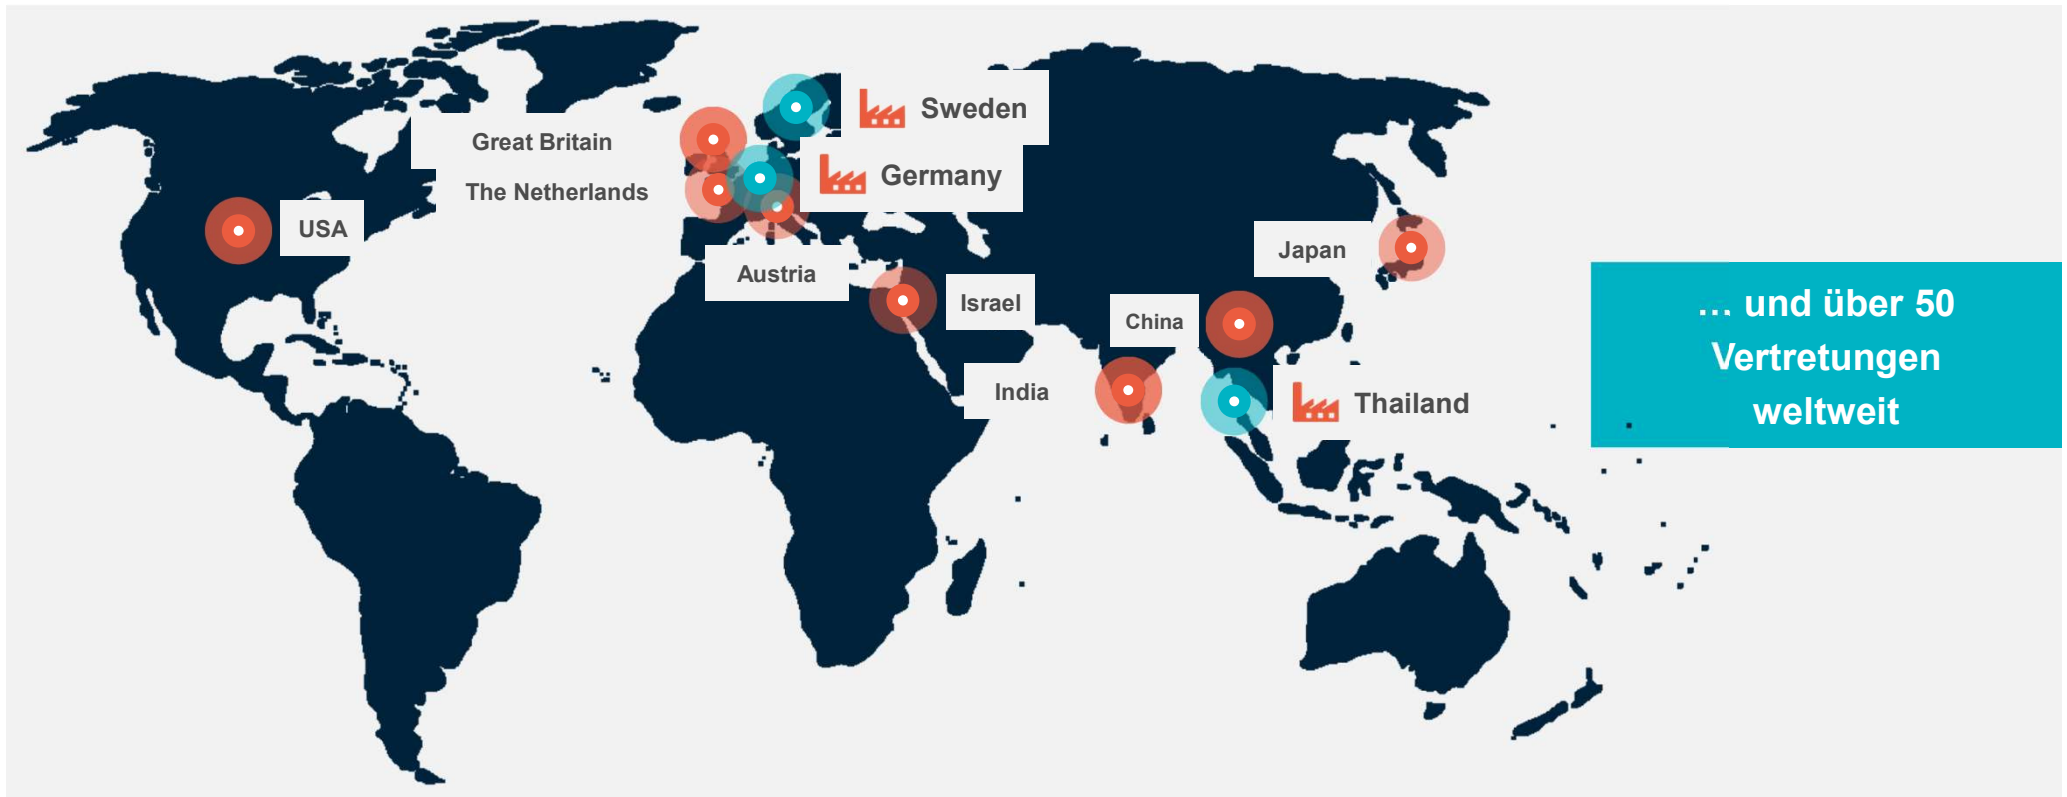 Sweden
Great Britain
Germany
The Netherlands
USA
Japan
Austria
Israel
China
India
Thailand
... und über 50
Vertretungen
weltweit